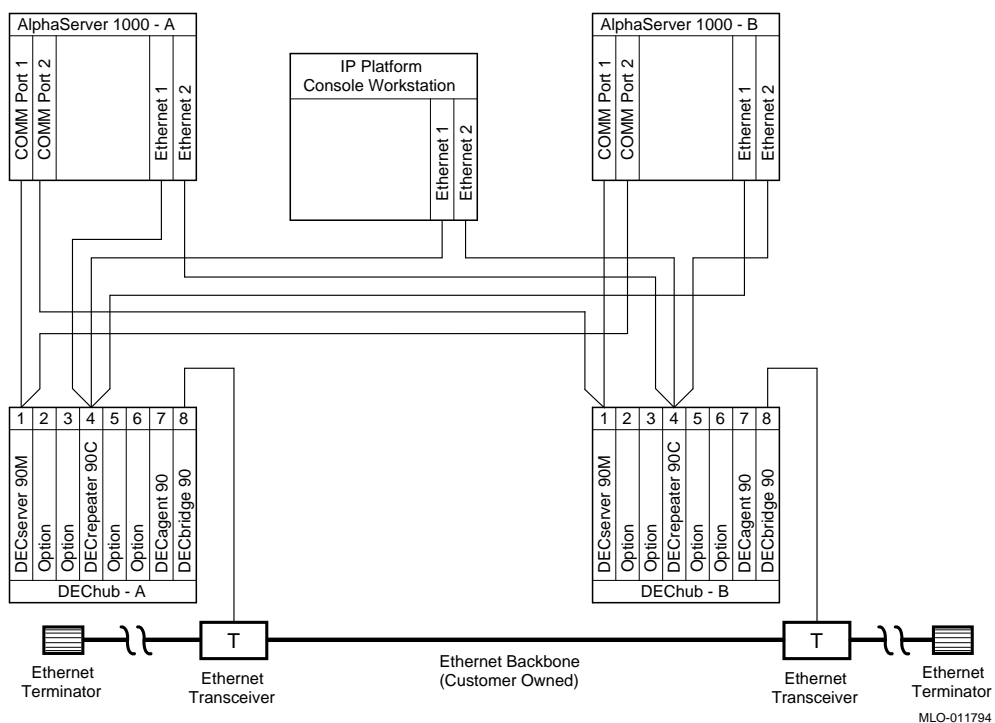 AlphaServer 1000 - A
COMM Port 1
COMM Port 2
Ethernet 1
Ethernet 2
IP Platform
Console Workstation
Ethernet 1
Ethernet 2
AlphaServer 1000 - B
COMM Port 1
COMM Port 2
Ethernet 1
Ethernet 2
1 2 3 4 5 6 7 8
DECserver 90M
Option
Option
DECrepeater 90C
Option
Option
DECagent 90
DECbridge 90
DEChub - A
1 2 3 4 5 6 7 8
DECserver 90M
Option
Option
DECrepeater 90C
Option
Option
DECagent 90
DECbridge 90
DEChub - B
T
T
Ethernet
Terminator
Ethernet
Transceiver
Ethernet Backbone
(Customer Owned)
Ethernet
Transceiver
Ethernet
Terminator
MLO-011794